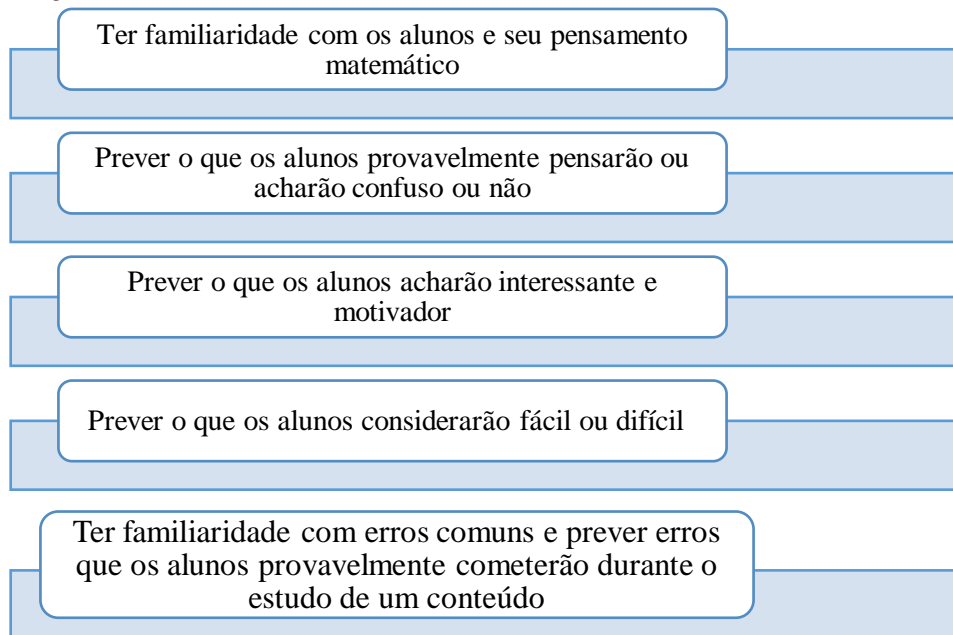 Ter familiaridade com os alunos e seu pensamento
matemático
Prever o que os alunos provavelmente pensarão ou
acharão confuso ou não
Prever o que os alunos acharão interessante e
motivador
Prever o que os alunos considerarão fácil ou difícil
Ter familiaridade com erros comuns e prever erros
que os alunos provavelmente cometerão durante o
estudo de um conteúdo